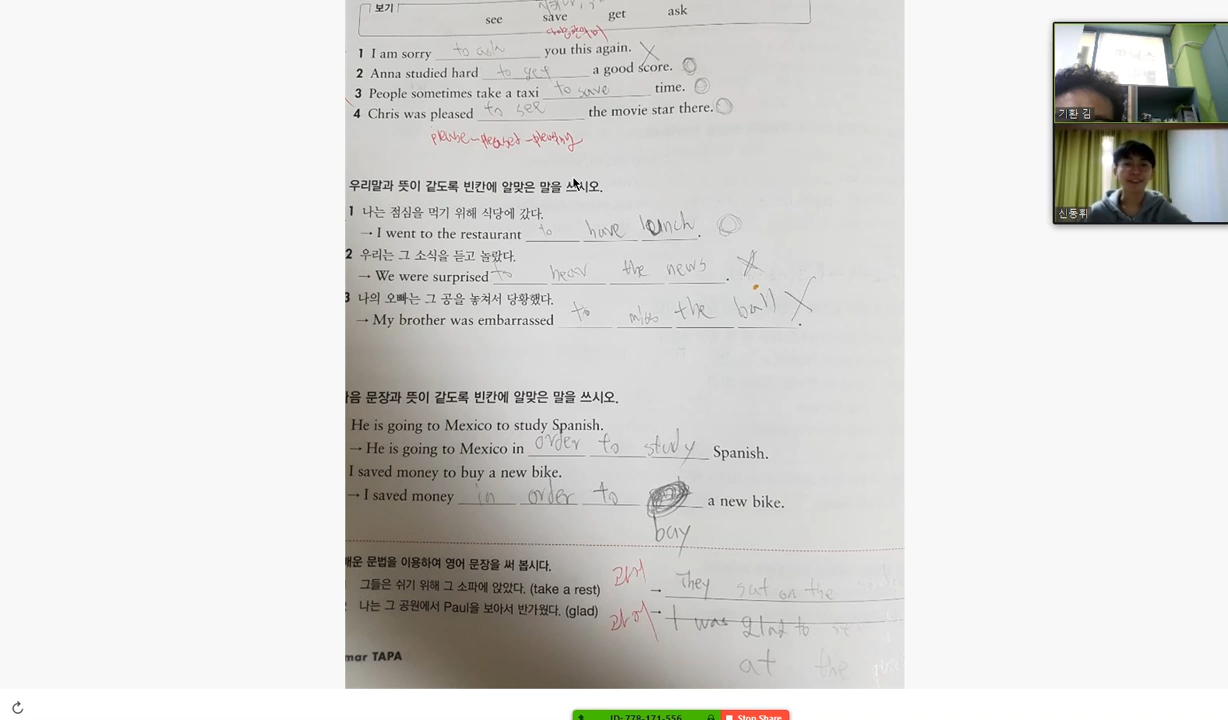 보기
see save get ask
1 I am sorry to ask you this again.
2 Anna studied hard to get a good score.
3 People sometimes take a taxi to save time.
4 Chris was pleased to see the movie star there.
please - pleased - pleasing
우리말과 뜻이 같도록 빈칸에 알맞은 말을 쓰시오.
1 나는 점심을 먹기 위해 식당에 갔다.
→ I went to the restaurant to have lunch.
2 우리는 그 소식을 듣고 놀랐다.
→ We were surprised to hear the news.
3 나의 오빠는 그 공을 놓쳐서 당황했다.
→ My brother was embarrassed to miss the ball.
음 문장과 뜻이 같도록 빈칸에 알맞은 말을 쓰시오.
He is going to Mexico to study Spanish.
→ He is going to Mexico in order to study Spanish.
I saved money to buy a new bike.
→ I saved money in order to a new bike.
buy
배운 문법을 이용하여 영어 문장을 써 봅시다.
그들은 쉬기 위해 그 소파에 앉았다. (take a rest) → They sat on the
나는 그 공원에서 Paul을 보아서 반가웠다. (glad) → I was glad to
at the
mar TAPA
기환 김
신동휘
ID: 778-171-556 Stop Share